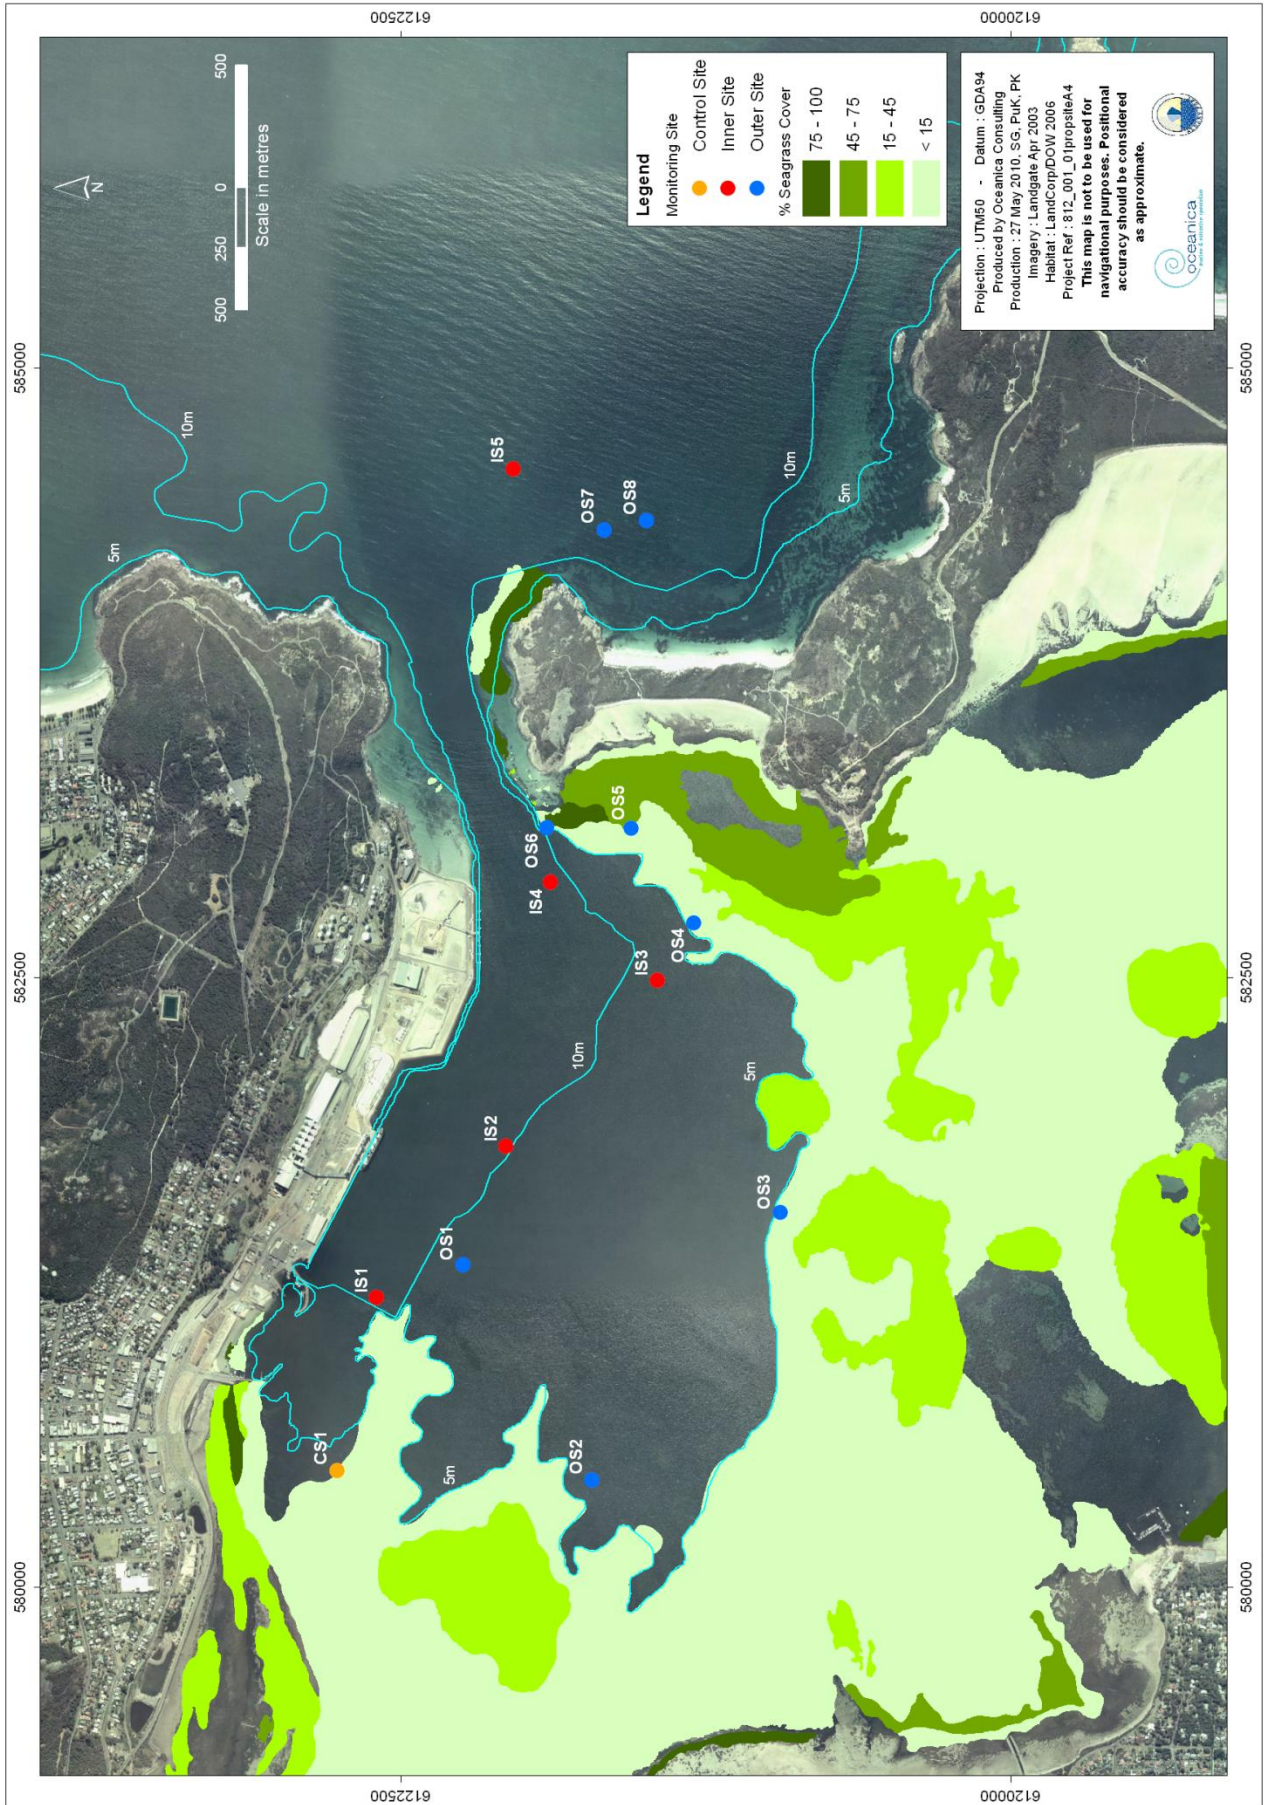 580000
582500
585000
6122500
6120000
500
250
0
500
Scale in metres
N
10m
5m
IS5
OS7
OS8
10m
5m
OS6
OS5
IS4
OS4
IS3
10m
5m
IS2
OS3
OS1
IS1
CS1
OS2
5m
Legend
Monitoring Site
Control Site
Inner Site
Outer Site
% Seagrass Cover
75 - 100
45 - 75
15 - 45
< 15
Projection : UTM50 - Datum : GDA94
Produced by Oceanica Consulting
Production : 27 May 2010. SG, PuK, PK
Imagery : Landgate Apr 2003
Habitat : LandCorp/DOW 2006
Project Ref : 812_001_01propsiteA4
This map is not to be used for
navigational purposes. Positional
accuracy should be considered
as approximate.
oceanica
580000
582500
585000
6122500
6120000